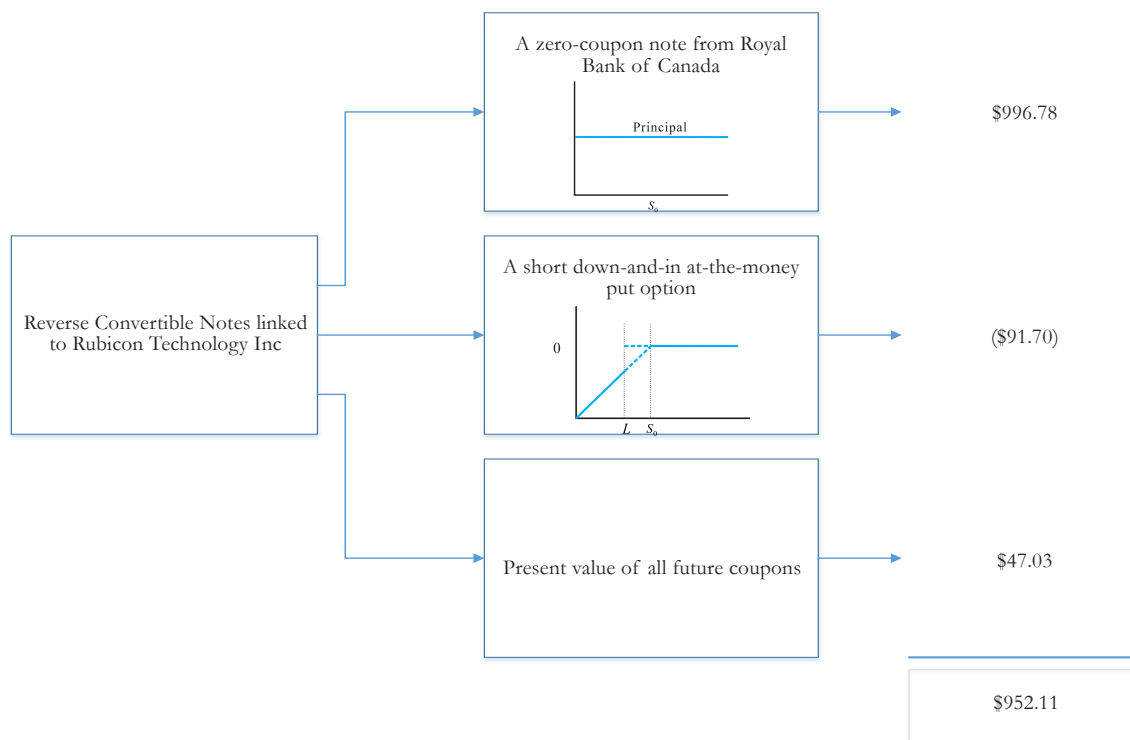 A zero-coupon note from Royal
Bank of Canada
Principal
S₀
$996.78
Reverse Convertible Notes linked
to Rubicon Technology Inc
A short down-and-in at-the-money
put option
0
L S₀
($91.70)
Present value of all future coupons
$47.03
$952.11